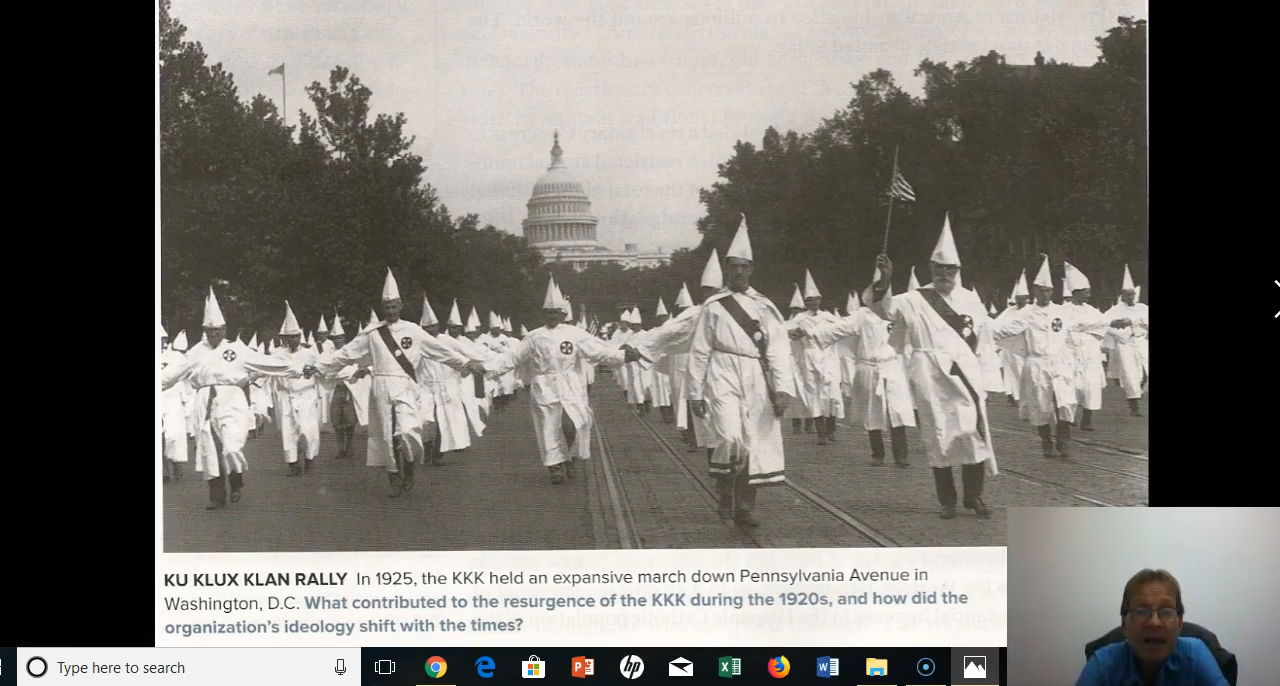 KU KLUX KLAN RALLY In 1925, the KKK held an expansive march down Pennsylvania Avenue in
Washington, D.C. What contributed to the resurgence of the KKK during the 1920s, and how did the
organization's ideology shift with the times?
Type here to search